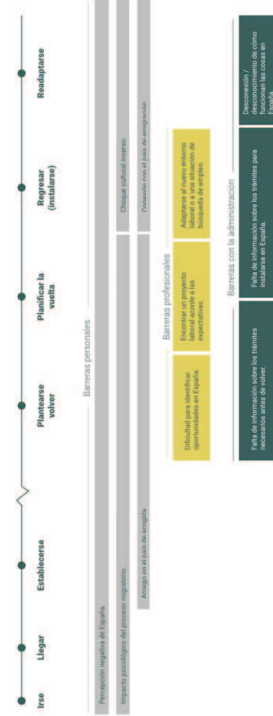 Irse
Llegar
Establecerse
Plantearse
volver
Planificar la
vuelta
Regresar
(instalarse)
Readaptarse
Barreras personales
Percepción negativa de España.
Impacto psicológico del proceso migratorio.
Choque cultural inverso.
Arraigo en el país de acogida.
Conexión con el país de emigración.
Barreras profesionales
Dificultad para identificar
oportunidades en España.
Encontrar un proyecto
laboral acorde a las
expectativas.
Adaptarse al nuevo entorno
laboral o a una situación de
búsqueda de empleo
Barreras con la administración
Falta de información sobre los trámites
necesarios antes de volver.
Falta de información sobre los trámites para
instalarse en España.
Desconexión /
desconocimiento de cómo
funcionan las cosas en
España